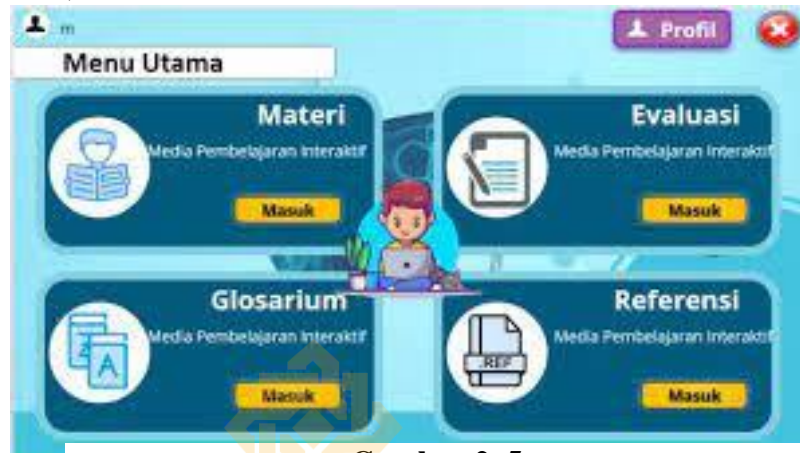 m
Profil
Menu Utama
Materi
Media Pembelajaran Interaktif
Masuk
Evaluasi
Media Pembelajaran Interaktif
Masuk
Glosarium
Media Pembelajaran Interaktif
Masuk
A
Referensi
Media Pembelajaran Interaktif
.REF
Masuk